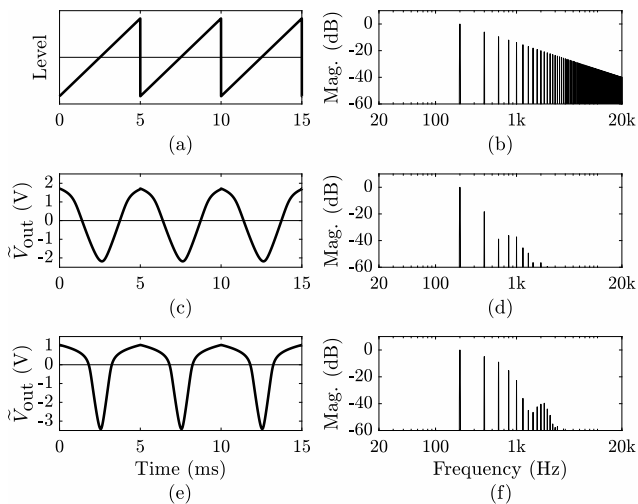 Level
0 5 10 15
(a)
Mag. (dB)
0
-20
-40
-60
20 100 1k 20k
(b)
Ṽout (V)
2
1
0
-1
-2
0 5 10 15
(c)
Mag. (dB)
0
-20
-40
-60
20 100 1k 20k
(d)
Ṽout (V)
1
0
-1
-2
-3
0 5 10 15
Time (ms)
(e)
Mag. (dB)
0
-20
-40
-60
20 100 1k 20k
Frequency (Hz)
(f)